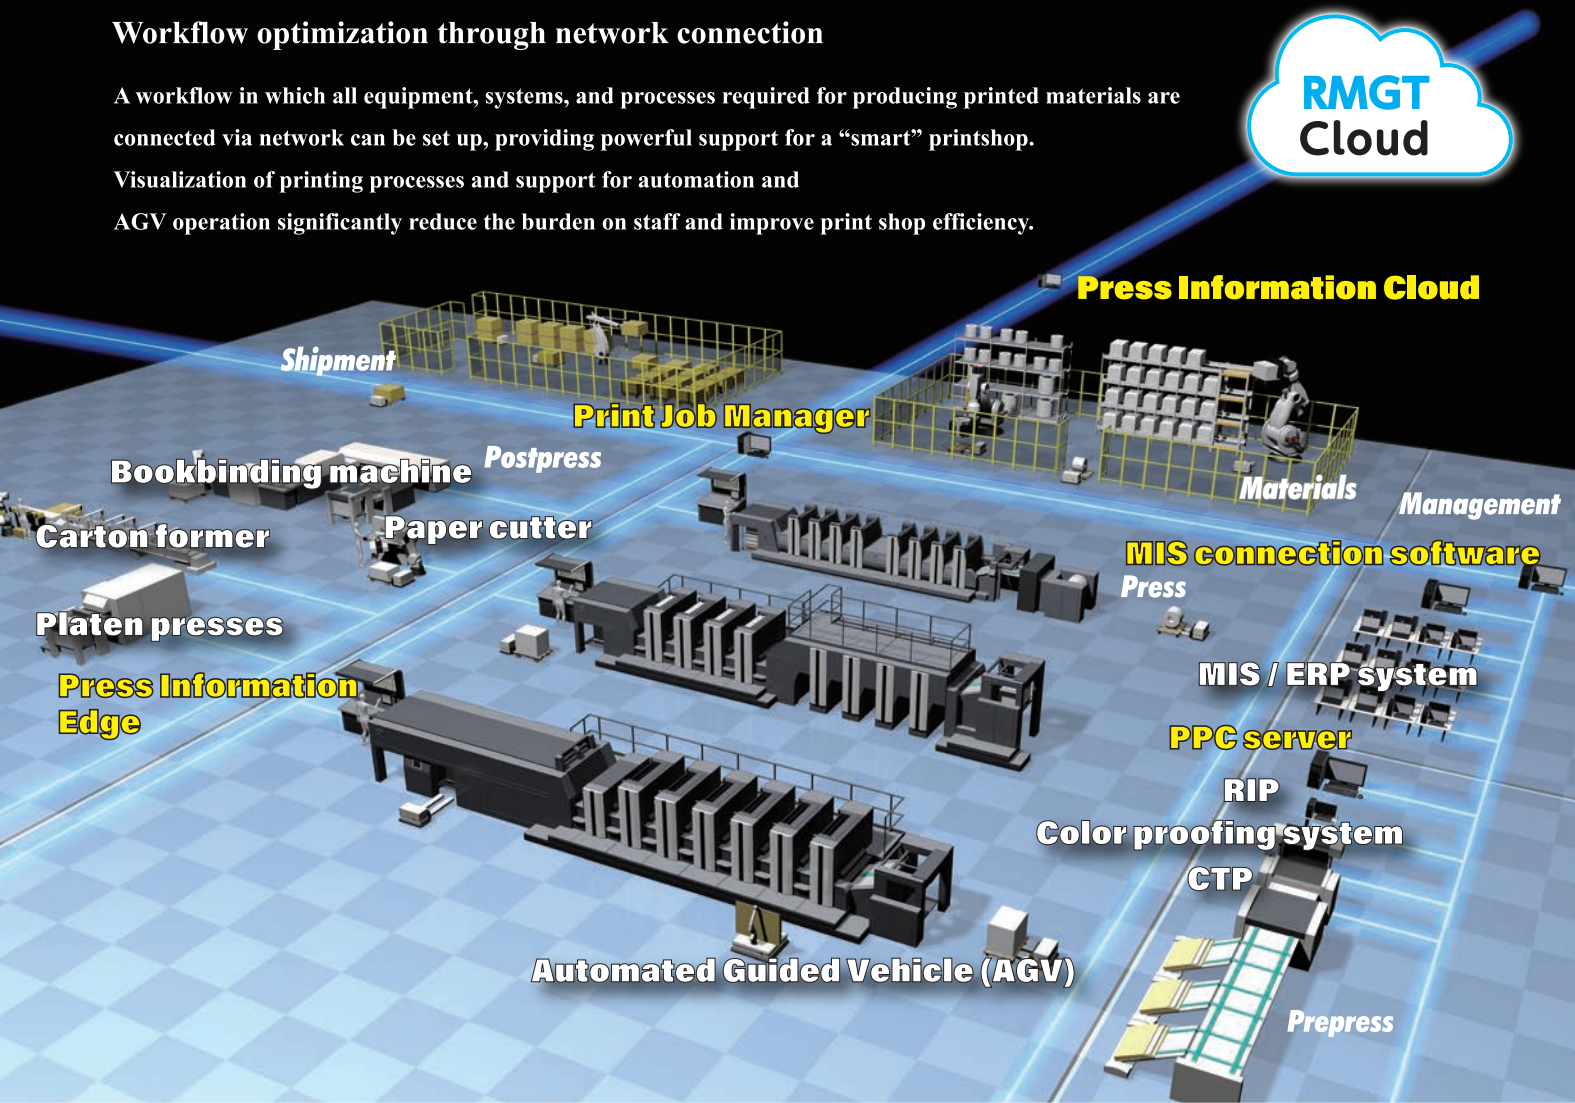 Workflow optimization through network connection
A workflow in which all equipment, systems, and processes required for producing printed materials are
connected via network can be set up, providing powerful support for a “smart” printshop.
Visualization of printing processes and support for automation and
AGV operation significantly reduce the burden on staff and improve print shop efficiency.
RMGT
Cloud
Press Information Cloud
Shipment
Print Job Manager
Postpress
Bookbinding machine
Materials
Management
Carton former
Paper cutter
MIS connection software
Press
Platen presses
MIS / ERP system
Press Information
Edge
PPC server
RIP
Color proofing system
CTP
Automated Guided Vehicle (AGV)
Prepress